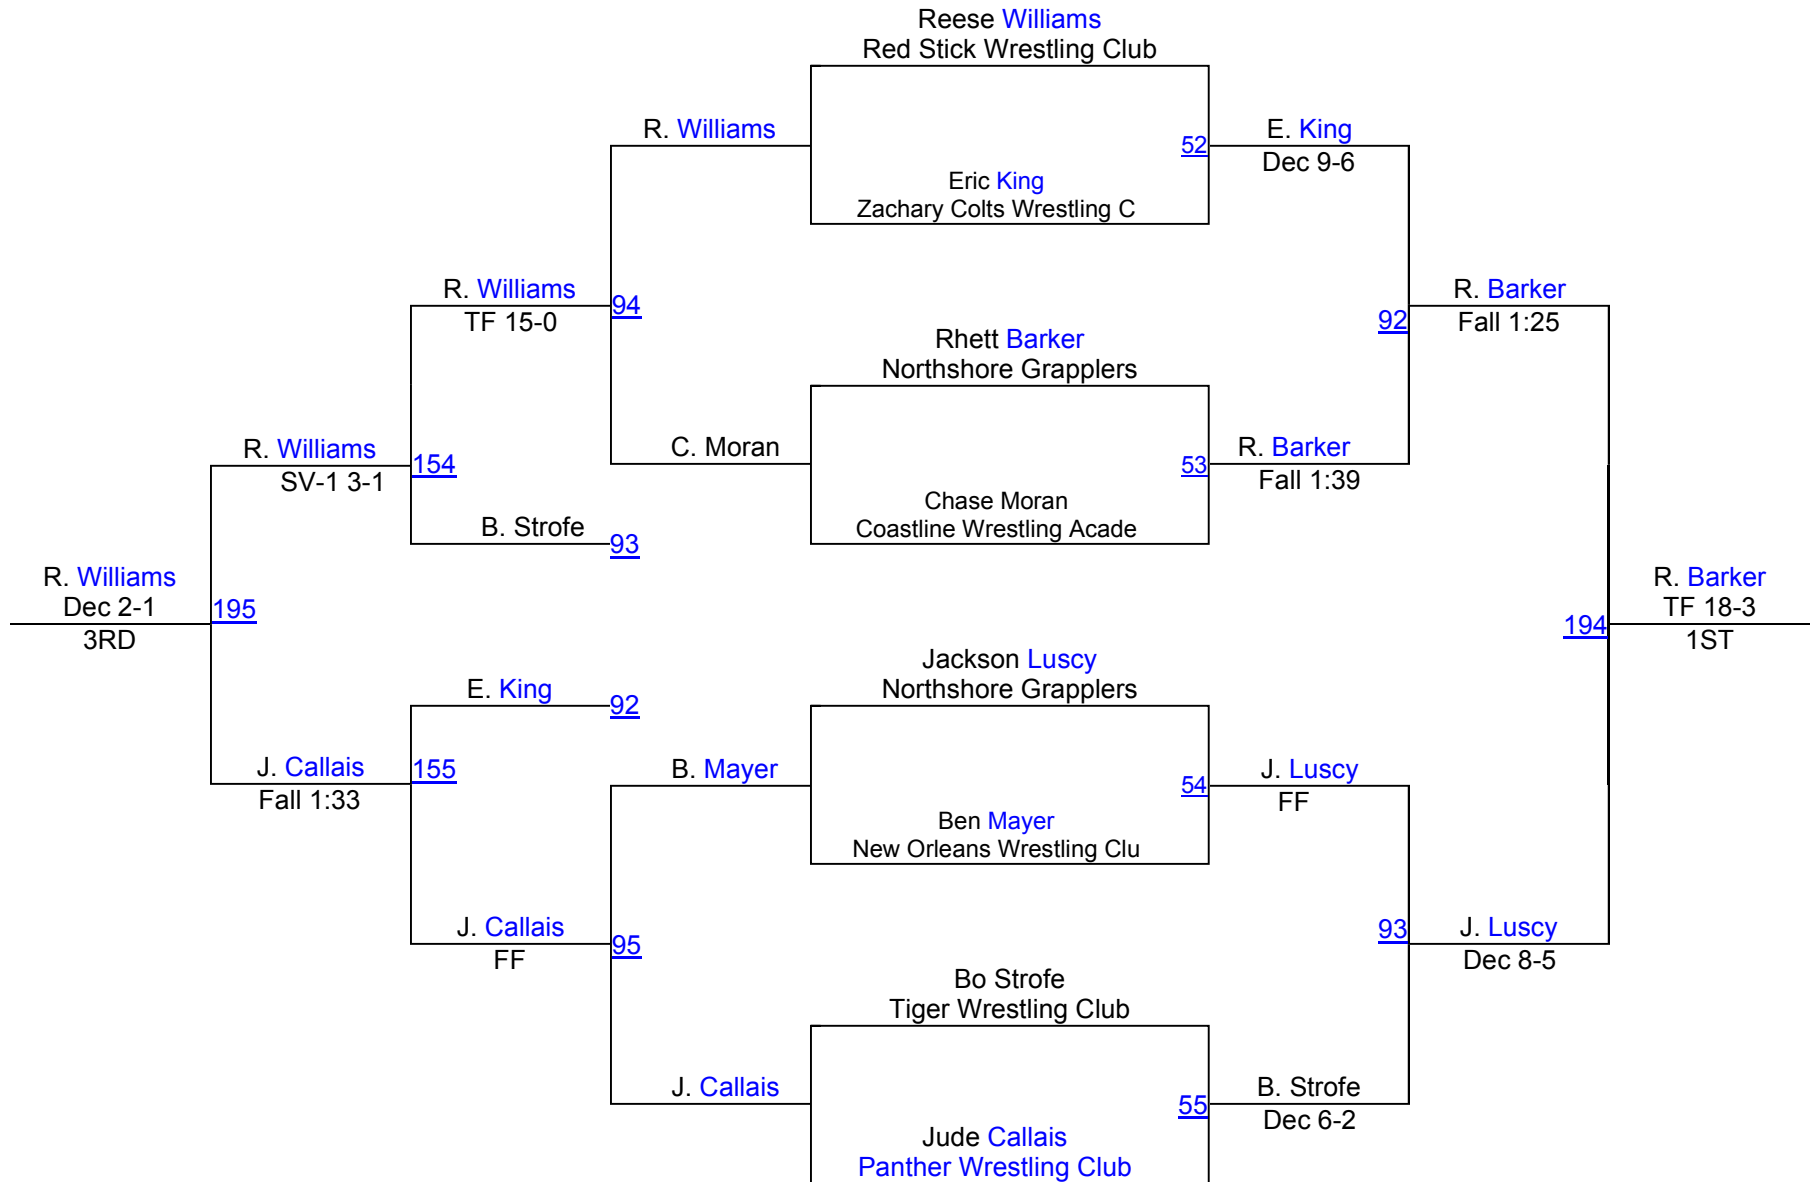 Reese Williams
Red Stick Wrestling Club
R. Williams
52
E. King
Dec 9-6
Eric King
Zachary Colts Wrestling C
R. Williams
TF 15-0
94
92
R. Barker
Fall 1:25
Rhett Barker
Northshore Grapplers
R. Williams
SV-1 3-1
154
C. Moran
53
R. Barker
Fall 1:39
Chase Moran
Coastline Wrestling Acade
B. Strofe
93
R. Williams
Dec 2-1
3RD
195
194
R. Barker
TF 18-3
1ST
Jackson Luscy
Northshore Grapplers
E. King
92
J. Callais
Fall 1:33
155
B. Mayer
54
J. Luscy
FF
Ben Mayer
New Orleans Wrestling Clu
J. Callais
FF
95
93
J. Luscy
Dec 8-5
Bo Strofe
Tiger Wrestling Club
J. Callais
55
B. Strofe
Dec 6-2
Jude Callais
Panther Wrestling Club